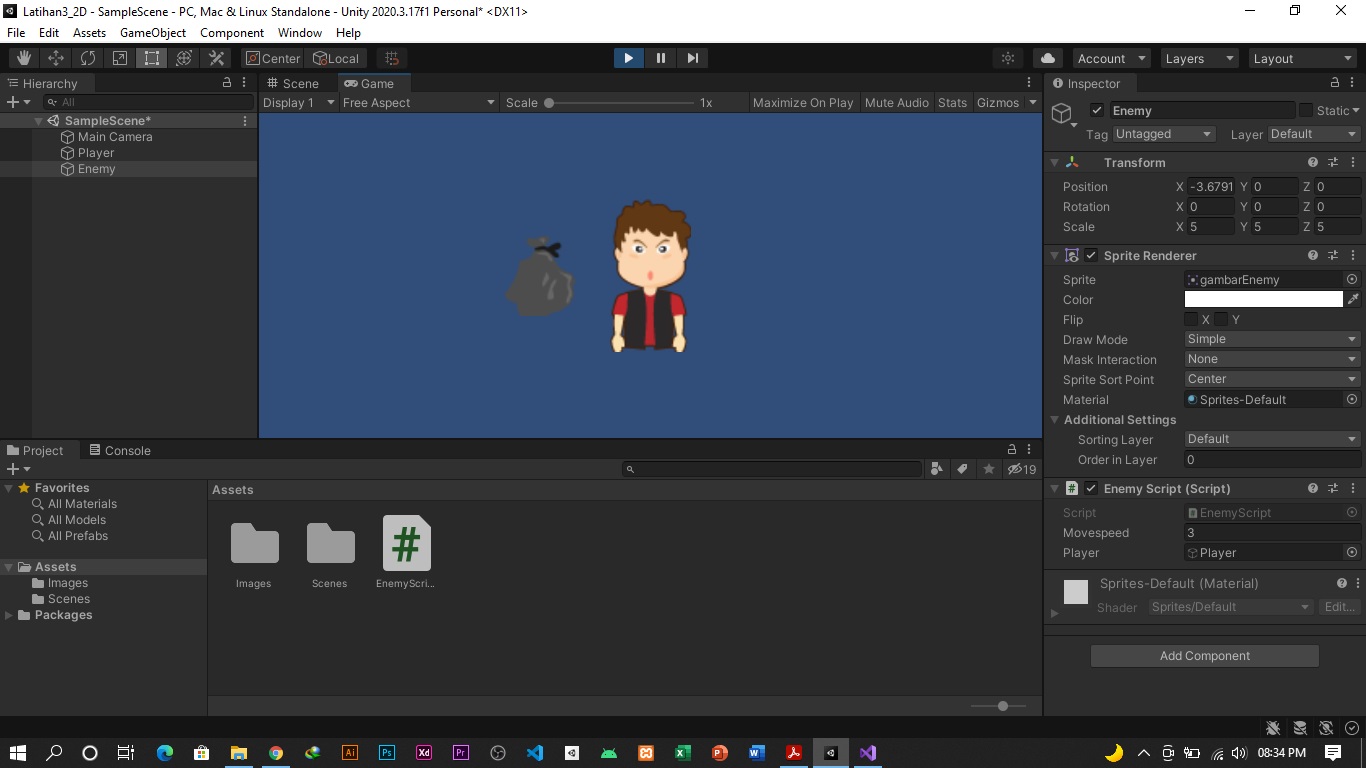 Latihan3_2D - SampleScene - PC, Mac & Linux Standalone - Unity 2020.3.17f1 Personal* <DX11>
File Edit Assets GameObject Component Window Help
Center Local Account Layers Layout
Hierarchy
All
SampleScene*
Main Camera
Player
Enemy
Scene Game
Display 1 Free Aspect Scale 1x Maximize On Play Mute Audio Stats Gizmos
Inspector
Enemy Static
Tag Untagged Layer Default
Transform
Position X -3.6791 Y 0 Z 0
Rotation X 0 Y 0 Z 0
Scale X 5 Y 5 Z 5
Sprite Renderer
Sprite gambarEnemy
Color
Flip X Y
Draw Mode Simple
Mask Interaction None
Sprite Sort Point Center
Material Sprites-Default
Additional Settings
Sorting Layer Default
Order in Layer 0
# Enemy Script (Script)
Script EnemyScript
Movespeed 3
Player Player
Sprites-Default (Material)
Shader Sprites/Default Edit...
Add Component
Project Console
19
Favorites
All Materials
All Models
All Prefabs
Assets
Images
Scenes
Packages
Assets
#
Images Scenes EnemyScri...
Ai Ps Xd Pr
08:34 PM